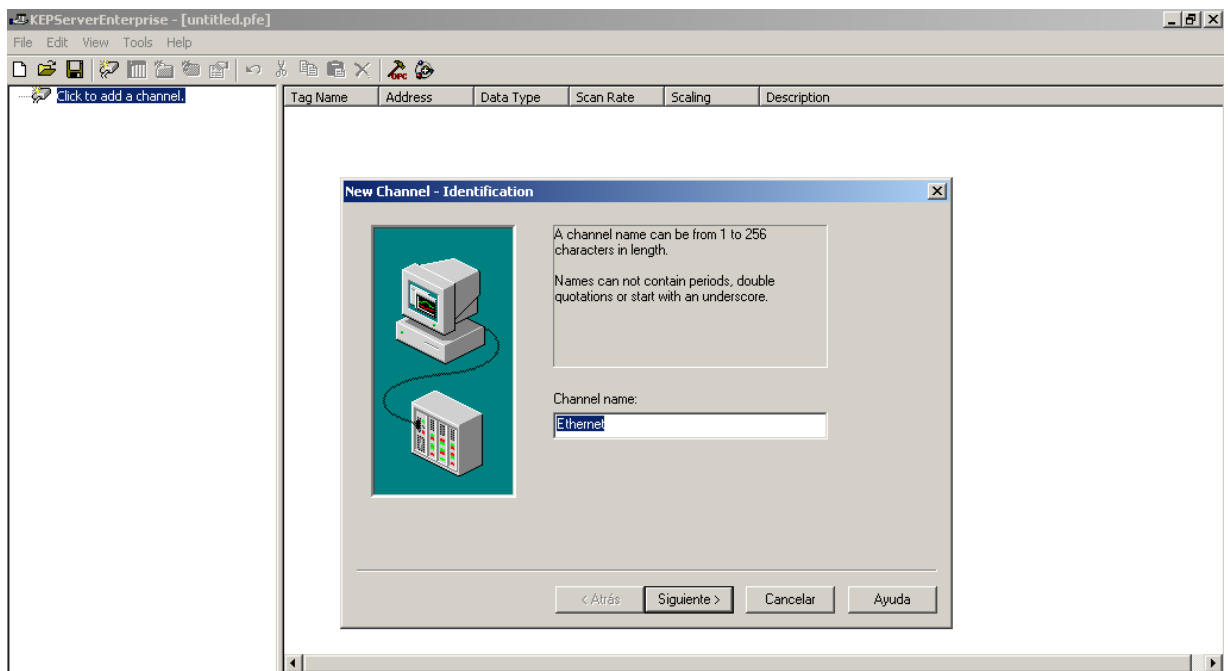 KEPServerEnterprise - [untitled.pfe]
File Edit View Tools Help
OPC
Click to add a channel.
Tag Name Address Data Type Scan Rate Scaling Description
New Channel - Identification
A channel name can be from 1 to 256
characters in length.
Names can not contain periods, double
quotations or start with an underscore.
Channel name:
Ethernet
< Atrás Siguiente > Cancelar Ayuda